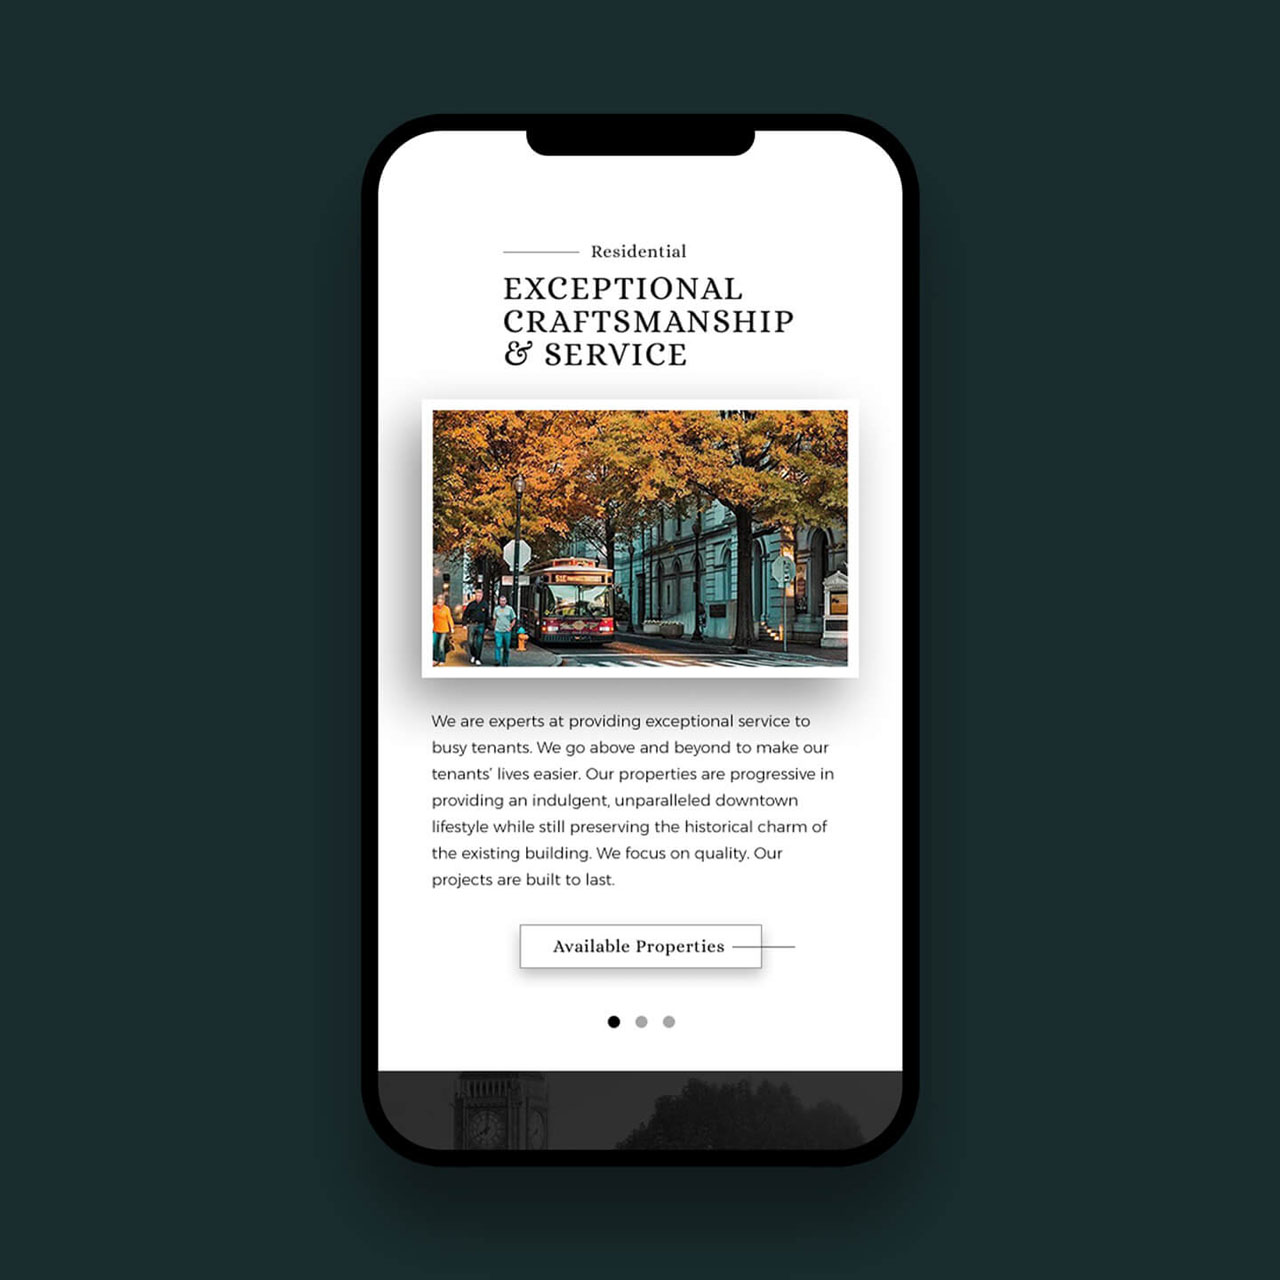 Residential
EXCEPTIONAL
CRAFTSMANSHIP
& SERVICE
We are experts at providing exceptional service to
busy tenants. We go above and beyond to make our
tenants’ lives easier. Our properties are progressive in
providing an indulgent, unparalleled downtown
lifestyle while still preserving the historical charm of
the existing building. We focus on quality. Our
projects are built to last.
Available Properties